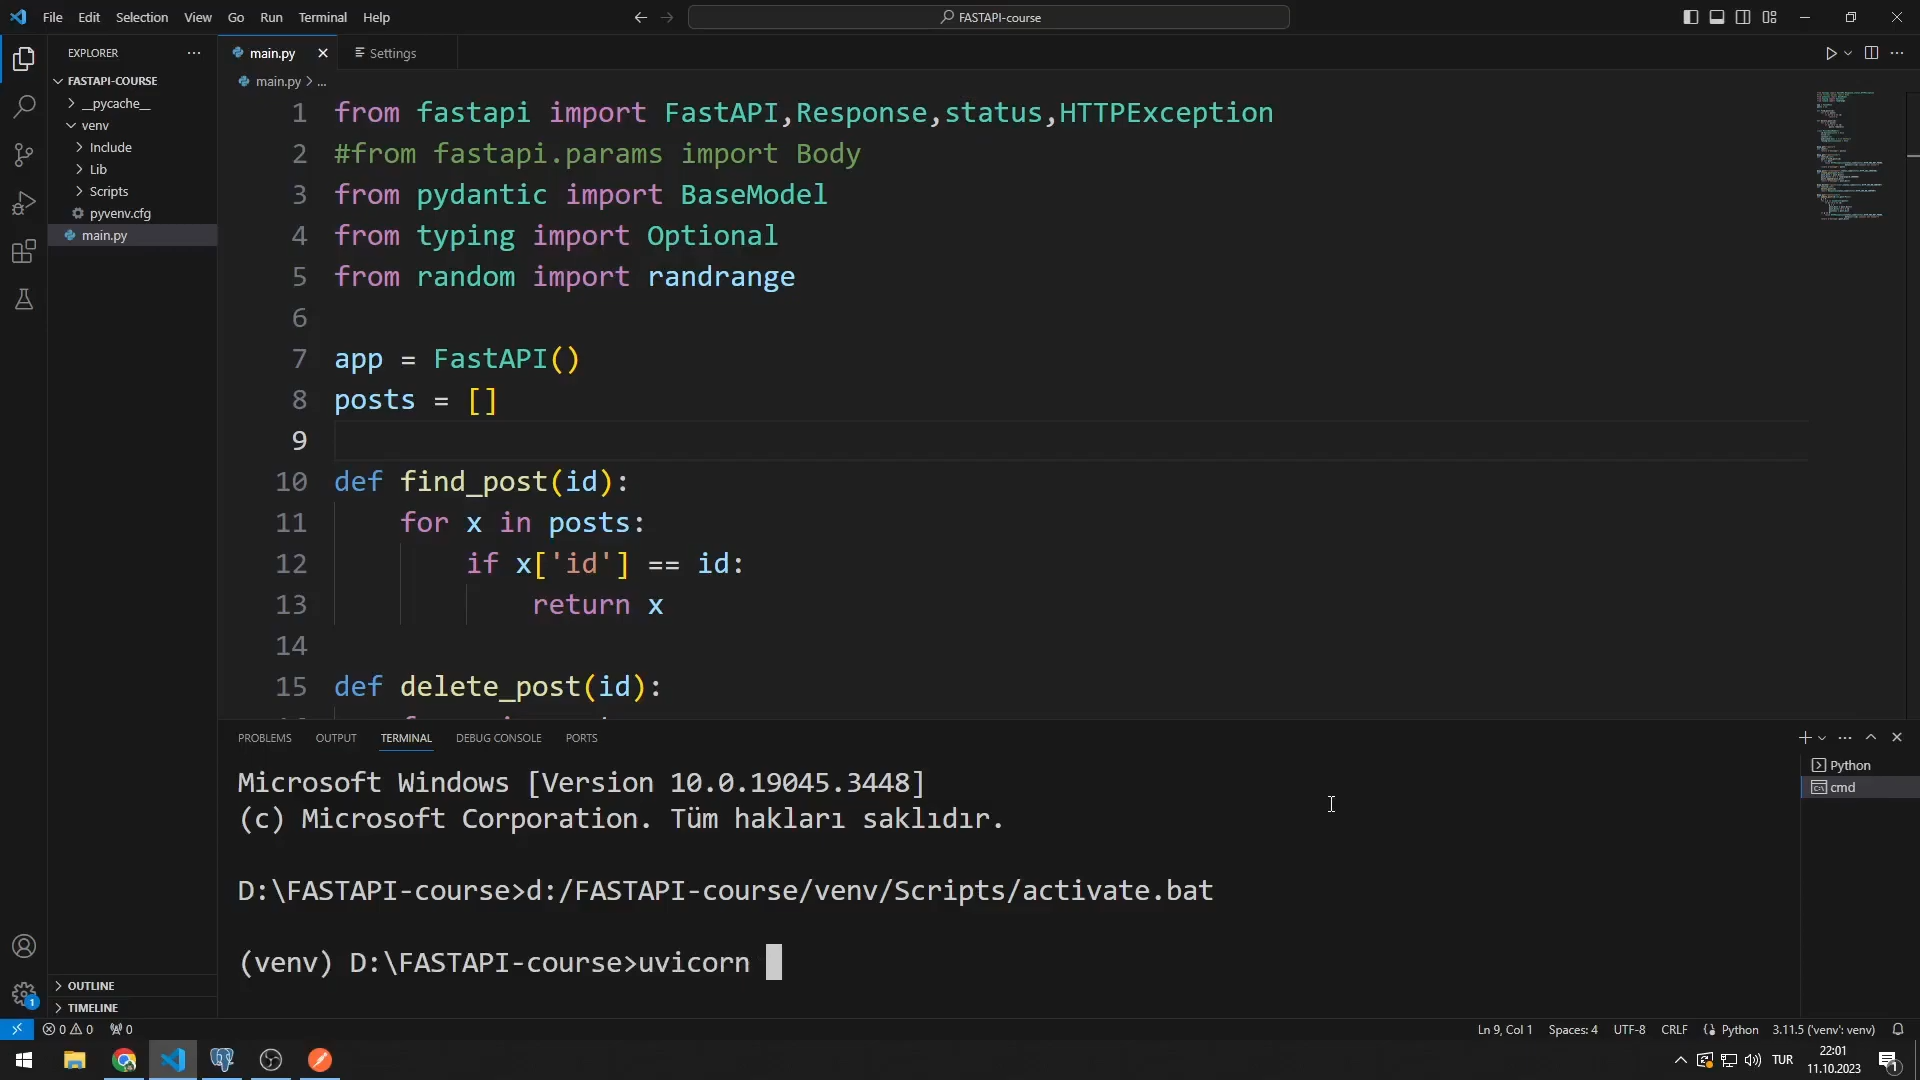 File Edit Selection View Go Run Terminal Help
FASTAPI-course
EXPLORER
FASTAPI-COURSE
__pycache__
venv
Include
Lib
Scripts
pyvenv.cfg
main.py
OUTLINE
TIMELINE
main.py
Settings
main.py > ...
1 from fastapi import FastAPI,Response,status,HTTPException
2 #from fastapi.params import Body
3 from pydantic import BaseModel
4 from typing import Optional
5 from random import randrange
6
7 app = FastAPI()
8 posts = []
9
10 def find_post(id):
11 for x in posts:
12 if x['id'] == id:
13 return x
14
15 def delete_post(id):
PROBLEMS OUTPUT TERMINAL DEBUG CONSOLE PORTS
Microsoft Windows [Version 10.0.19045.3448]
(c) Microsoft Corporation. Tüm hakları saklıdır.
D:\FASTAPI-course>d:/FASTAPI-course/venv/Scripts/activate.bat
(venv) D:\FASTAPI-course>uvicorn
Python
cmd
1
0 0 0
Ln 9, Col 1 Spaces: 4 UTF-8 CRLF Python 3.11.5 ('venv': venv)
TUR
22:01
11.10.2023
1